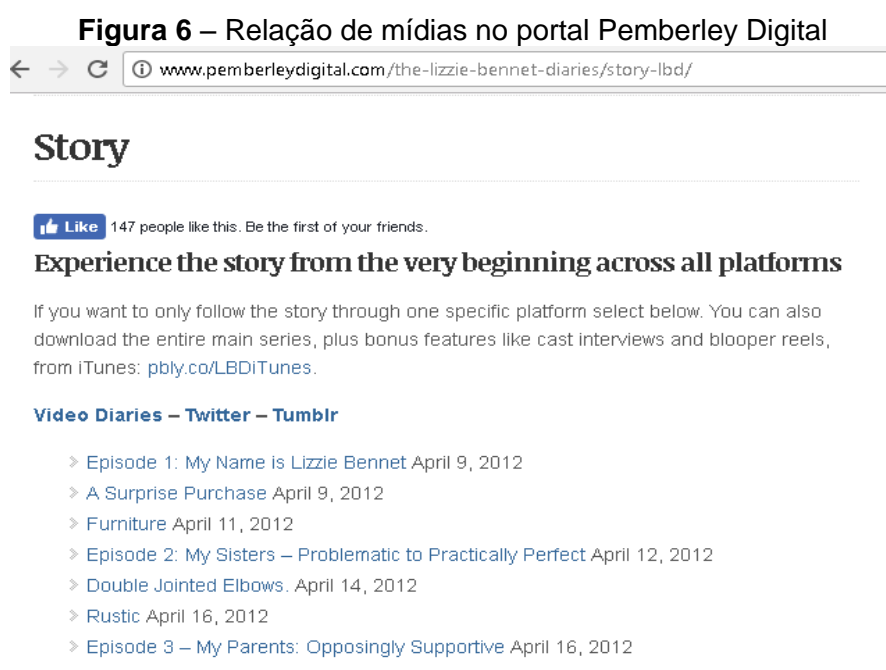 Figura 6 – Relação de mídias no portal Pemberley Digital
www.pemberleydigital.com/the-lizzie-bennet-diaries/story-lbd/
Story
Like 147 people like this. Be the first of your friends.
Experience the story from the very beginning across all platforms
If you want to only follow the story through one specific platform select below. You can also
download the entire main series, plus bonus features like cast interviews and blooper reels,
from iTunes: pbly.co/LBDiTunes.
Video Diaries – Twitter – Tumblr
Episode 1: My Name is Lizzie Bennet April 9, 2012
A Surprise Purchase April 9, 2012
Furniture April 11, 2012
Episode 2: My Sisters – Problematic to Practically Perfect April 12, 2012
Double Jointed Elbows. April 14, 2012
Rustic April 16, 2012
Episode 3 – My Parents: Opposingly Supportive April 16, 2012